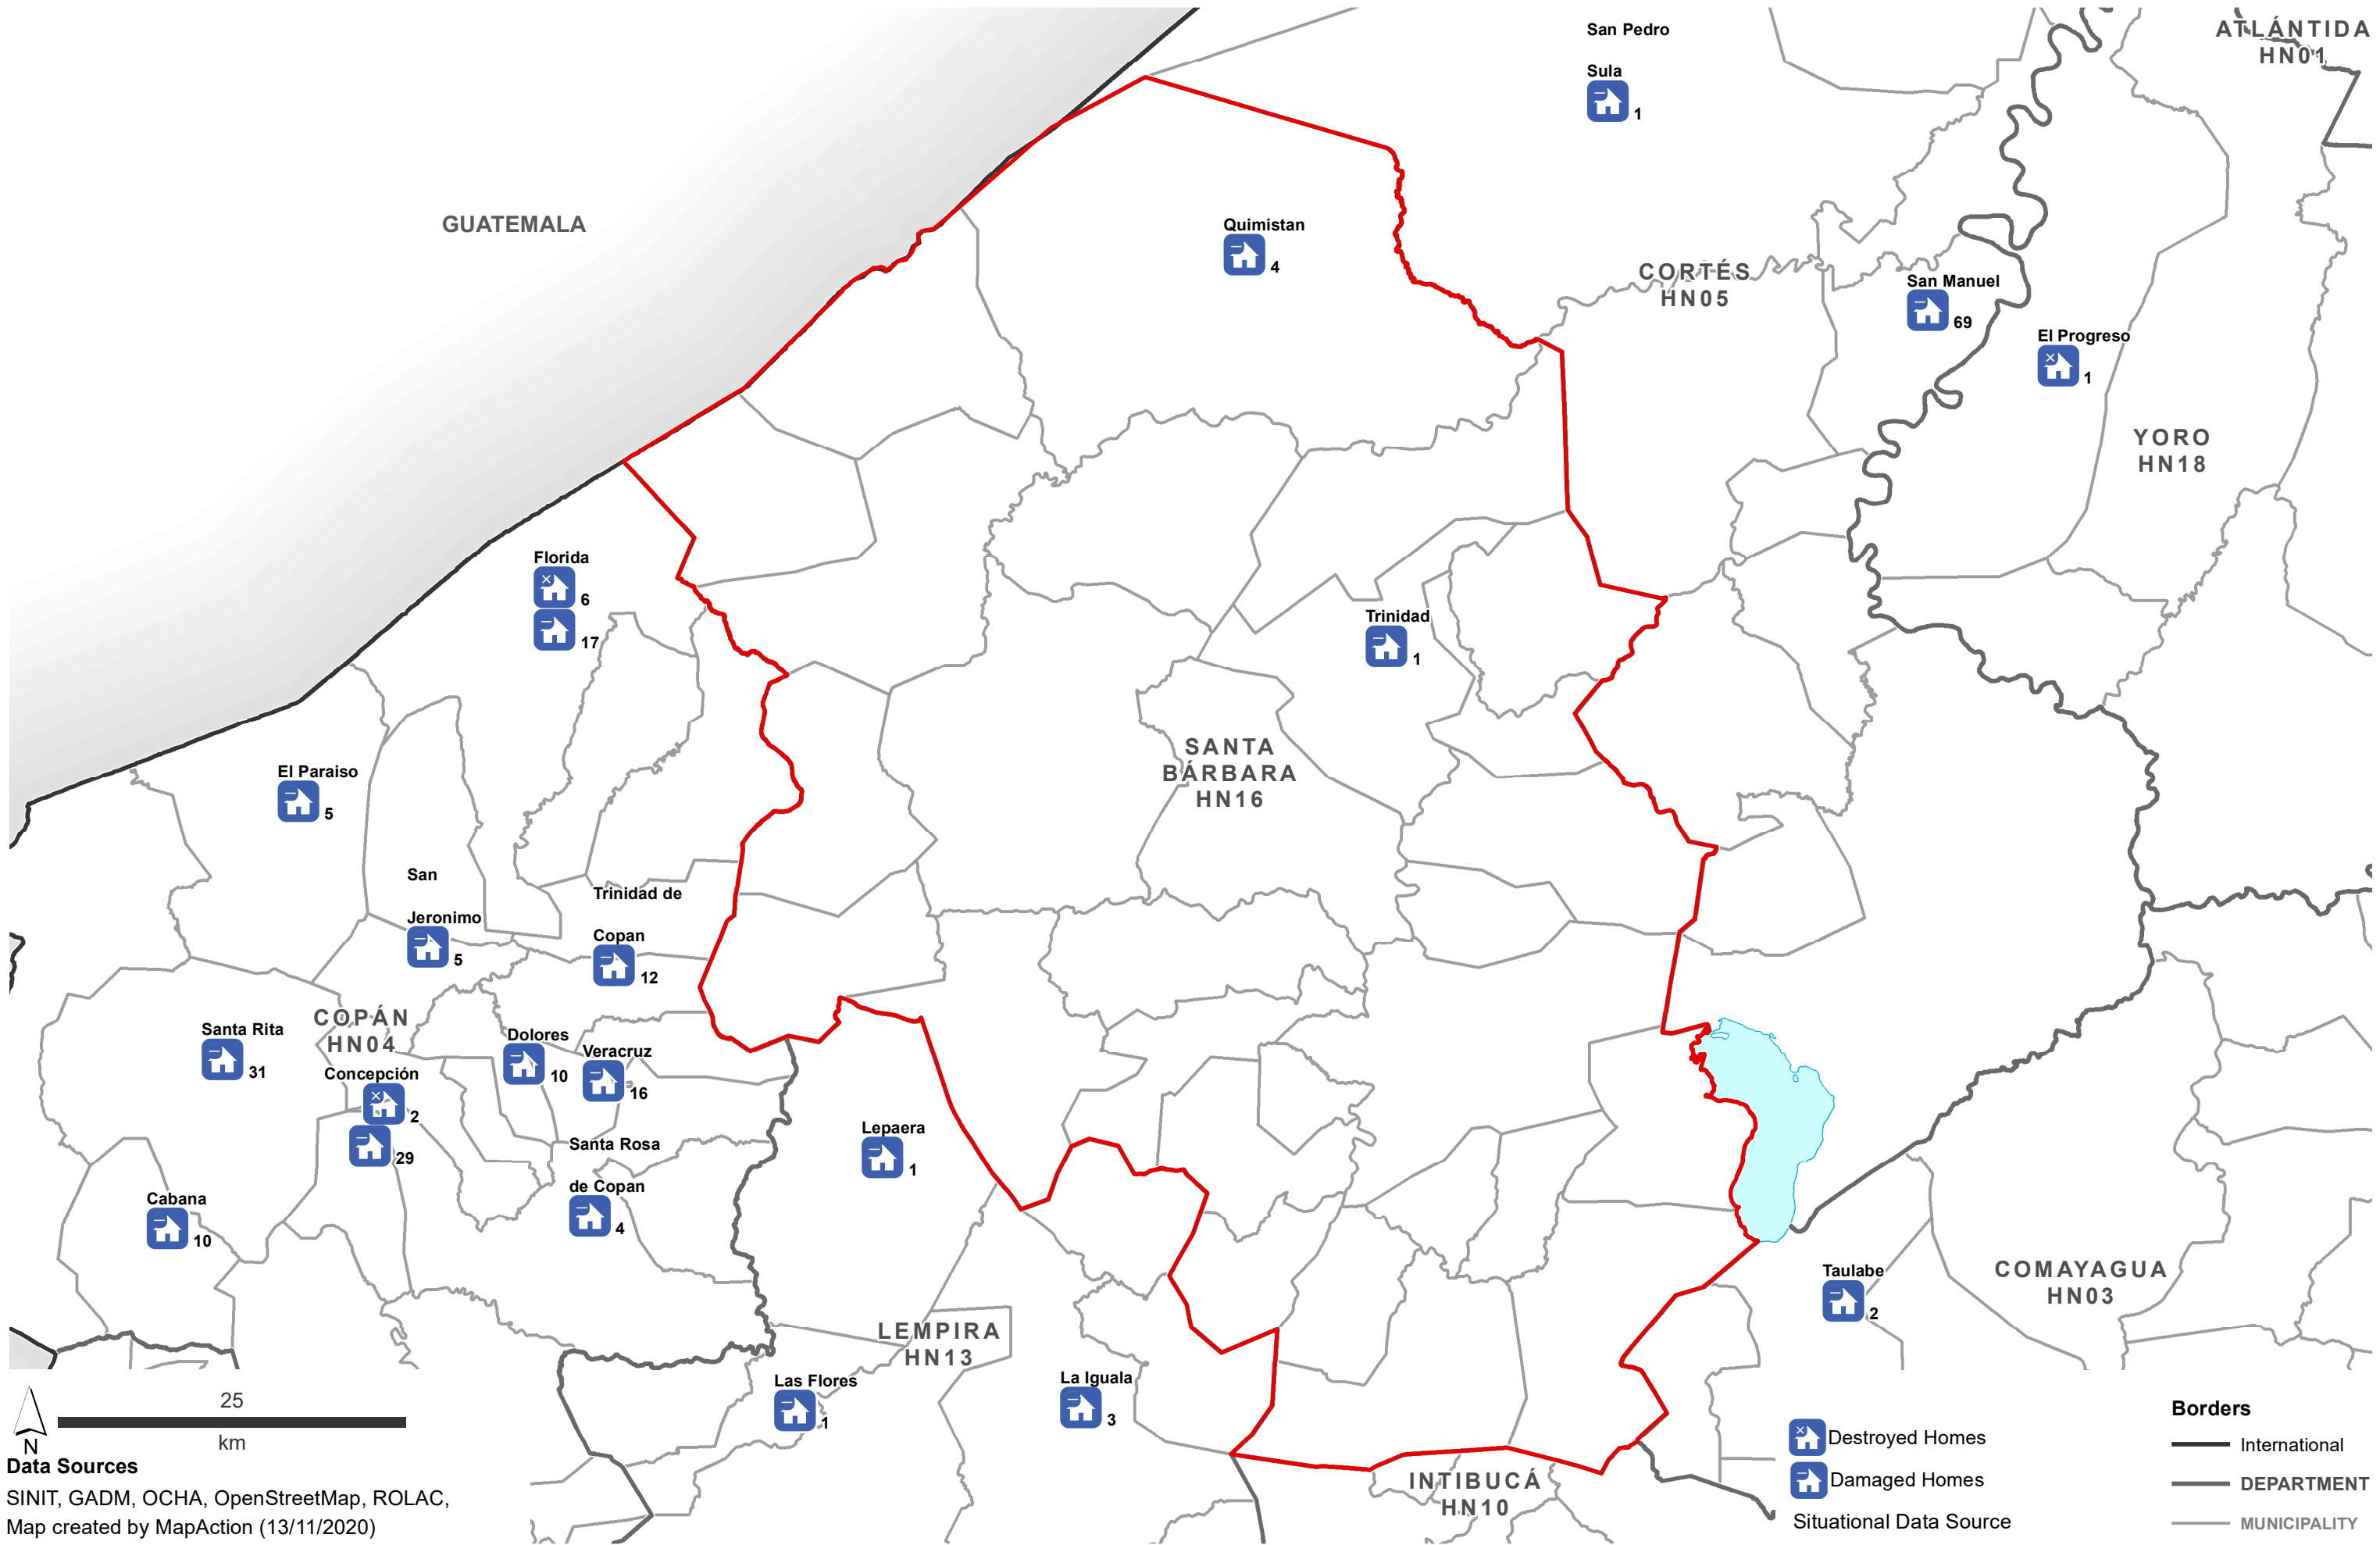 San Pedro
Sula
1
ATLÁNTIDA
HN01
GUATEMALA
Quimistan
4
CORTÉS
HN05
San Manuel
69
El Progreso
1
YORO
HN18
Florida
6
17
Trinidad
1
El Paraiso
5
SANTA
BÁRBARA
HN16
San
Jeronimo
5
Trinidad de
Copan
12
COPÁN
HN04
Santa Rita
31
Dolores
10
Veracruz
16
Concepción
2
29
Lepaera
1
Santa Rosa
de Copan
4
Cabana
10
Taulabe
2
COMAYAGUA
HN03
LEMPIRA
HN13
Las Flores
1
La Iguala
3
INTIBUCÁ
HN10
25
km
N
Data Sources
SINIT, GADM, OCHA, OpenStreetMap, ROLAC,
Map created by MapAction (13/11/2020)
Destroyed Homes
Damaged Homes
Situational Data Source
Borders
International
DEPARTMENT
MUNICIPALITY